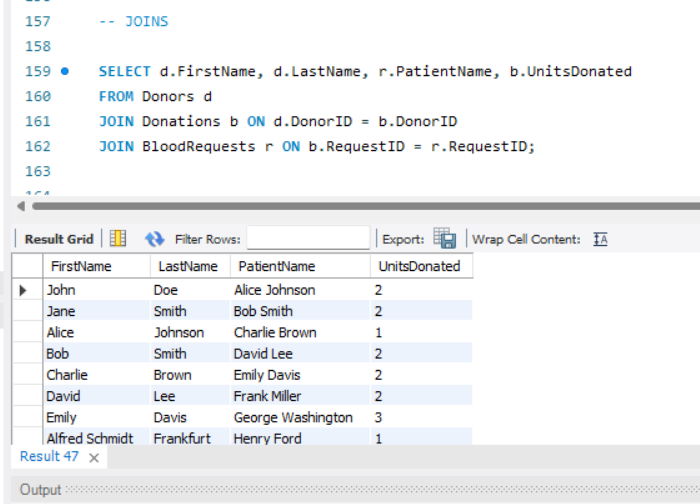 157 -- JOINS
158
159 SELECT d.FirstName, d.LastName, r.PatientName, b.UnitsDonated
160 FROM Donors d
161 JOIN Donations b ON d.DonorID = b.DonorID
162 JOIN BloodRequests r ON b.RequestID = r.RequestID;
163
Result Grid Filter Rows: Export: Wrap Cell Content: IA
FirstName LastName PatientName UnitsDonated
John Doe Alice Johnson 2
Jane Smith Bob Smith 2
Alice Johnson Charlie Brown 1
Bob Smith David Lee 2
Charlie Brown Emily Davis 2
David Lee Frank Miller 2
Emily Davis George Washington 3
Alfred Schmidt Frankfurt Henry Ford 1
Result 47
Output